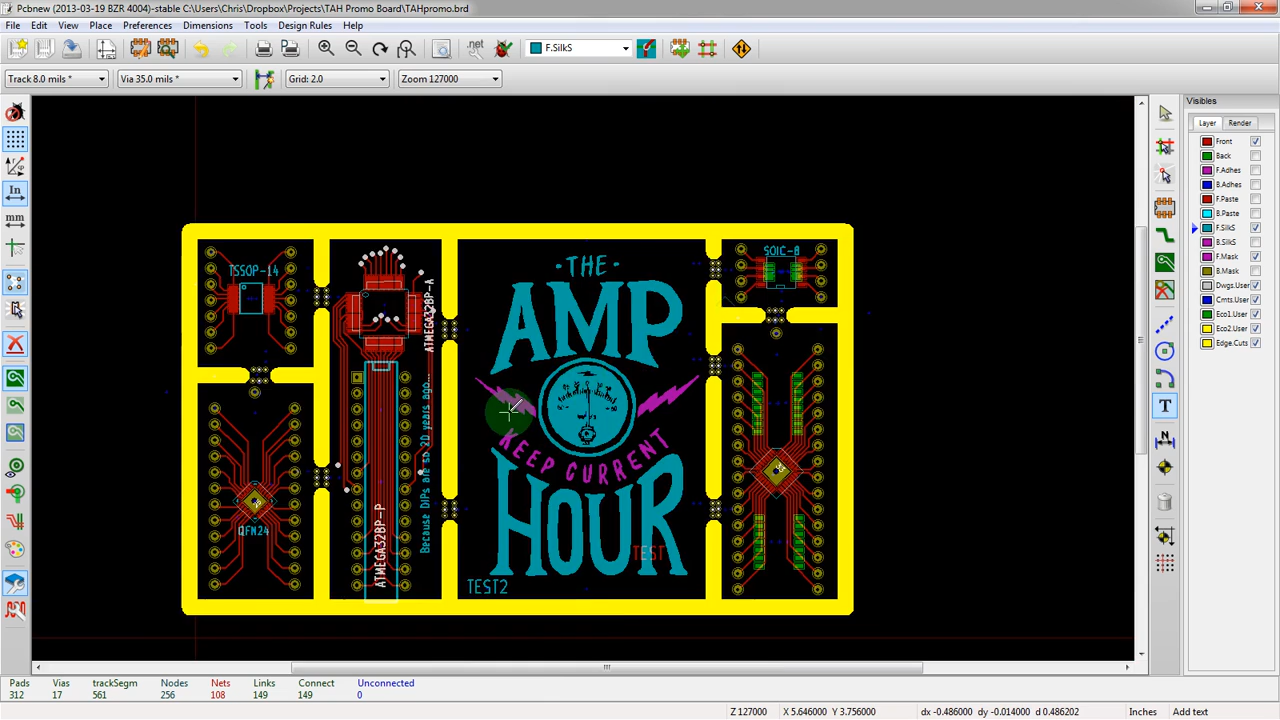 Pcbnew (2013-03-19 BZR 4004)-stable C:\Users\Chris\Dropbox\Projects\TAH Promo Board\TAHpromo.brd
File Edit View Place Preferences Dimensions Tools Design Rules Help
.net F.SilkS
Track 8.0 mils * Via 35.0 mils * Grid: 2.0 Zoom 127000
Visibles
Layer Render
Front
Back
F.Adhes
B.Adhes
F.Paste
B.Paste
F.SilkS
B.SilkS
F.Mask
B.Mask
Dwgs.User
Cmts.User
Eco1.User
Eco2.User
Edge.Cuts
In
mm
TSSOP-14
QFN24
ATMEGA32BP-A
ATMEGA32BP-P
Because DIPs are so 20 years ago...
·THE·
AMP
KEEP CURRENT
HOUR
TEST
TEST2
SOIC-8
Pads Vias trackSegm Nodes Nets Links Connect Unconnected
312 17 561 256 108 149 149 0
Z 127000 X 5.646000 Y 3.756000 dx -0.486000 dy -0.014000 d 0.486202 Inches Add text